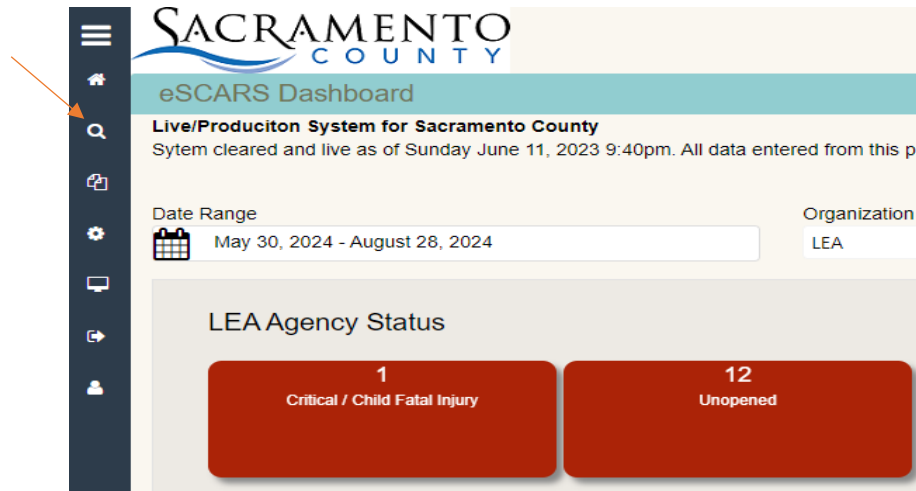 SACRAMENTO
COUNTY
eSCARS Dashboard
Live/Produciton System for Sacramento County
Sytem cleared and live as of Sunday June 11, 2023 9:40pm. All data entered from this p
Date Range
Organization
May 30, 2024 - August 28, 2024
LEA
LEA Agency Status
1
Critical / Child Fatal Injury
12
Unopened